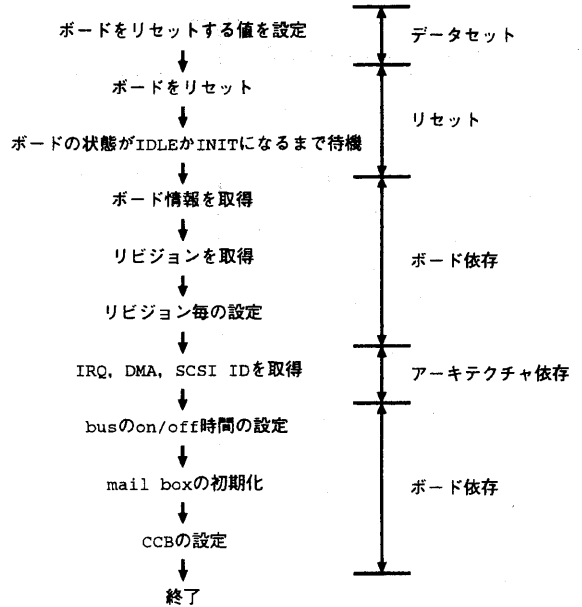 ボードをリセットする値を設定
データセット
ボードをリセット
リセット
ボードの状態がIDLEかINITになるまで待機
ボード情報を取得
リビジョンを取得
ボード依存
リビジョン毎の設定
IRQ, DMA, SCSI IDを取得
アーキテクチャ依存
busのon/off時間の設定
mail boxの初期化
ボード依存
CCBの設定
終了